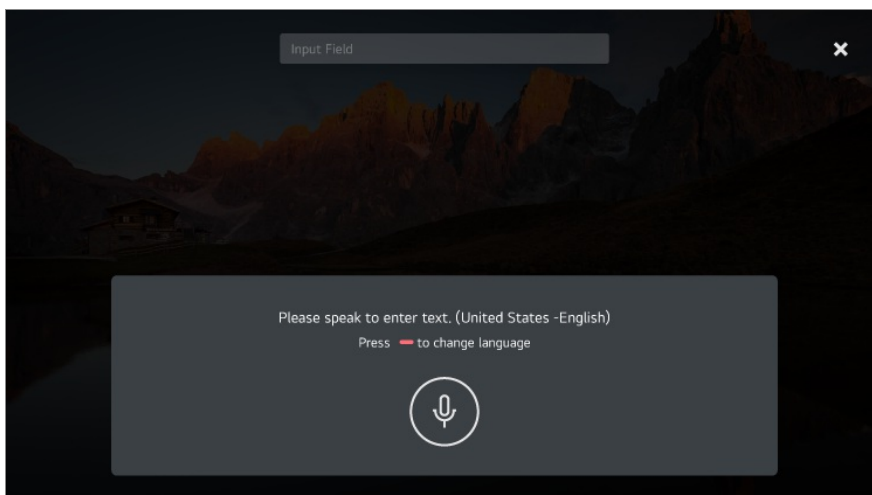 Input Field
Please speak to enter text. (United States -English)
Press to change language